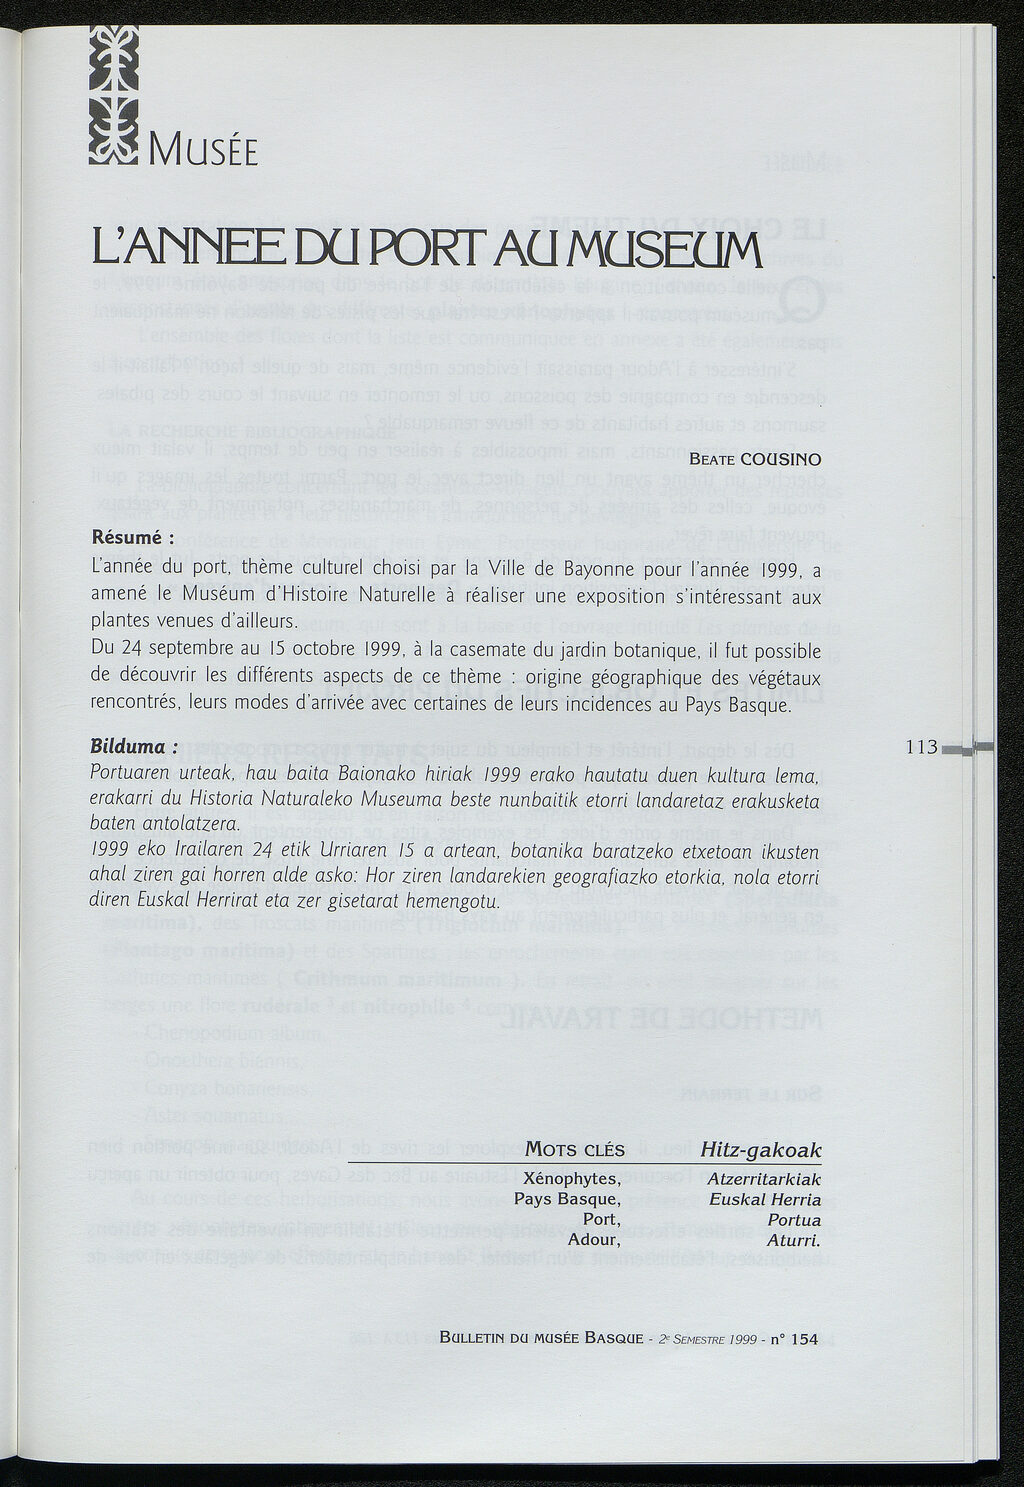 Musée
L'ANNEE DU PORT AU MUSEUM
Beate COUSINO
Résumé :
L'année du port, thème culturel choisi par la Ville de Bayonne pour l'année 1999, a
amené le Muséum d'Histoire Naturelle à réaliser une exposition s'intéressant aux
plantes venues d'ailleurs.
Du 24 septembre au 15 octobre 1999, à la casemate du jardin botanique, il fut possible
de découvrir les différents aspects de ce thème : origine géographique des végétaux
rencontrés, leurs modes d'arrivée avec certaines de leurs incidences au Pays Basque.
Bilduma :
Portuaren urteak, hau baita Baionako hiriak 1999 erako hautatu duen kultura lema,
erakarri du Historia Naturaleko Museuma beste nunbaitik etorri landaretaz erakusketa
baten antolatzera.
1999 eko Irailaren 24 etik Urriaren 15 a artean, botanika baratzeko etxetoan ikusten
ahal ziren gai horren alde asko: Hor ziren landarekien geografiazko etorkia, nola etorri
diren Euskal Herrirat eta zer gisetarat hemengotu.
113
Mots clés Hitz-gakoak
Xénophytes, Atzerritarkiak
Pays Basque, Euskal Herria
Port, Portua
Adour, Aturri.
Bulletin du musée Basque - 2e Semestre 1999 - n° 154